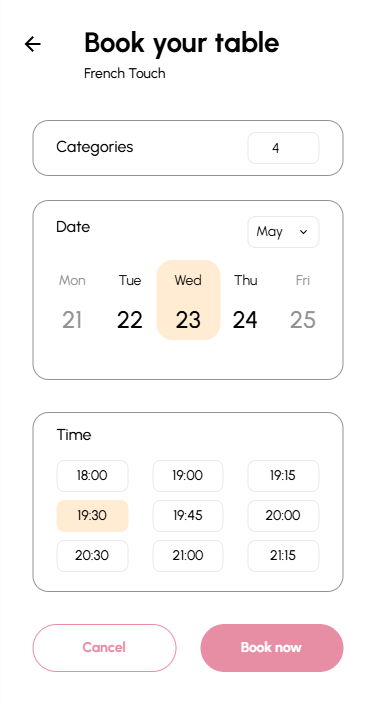 Book your table
French Touch
Categories 4
Date May
Mon Tue Wed Thu Fri
21 22 23 24 25
Time
18:00 19:00 19:15
19:30 19:45 20:00
20:30 21:00 21:15
Cancel Book now